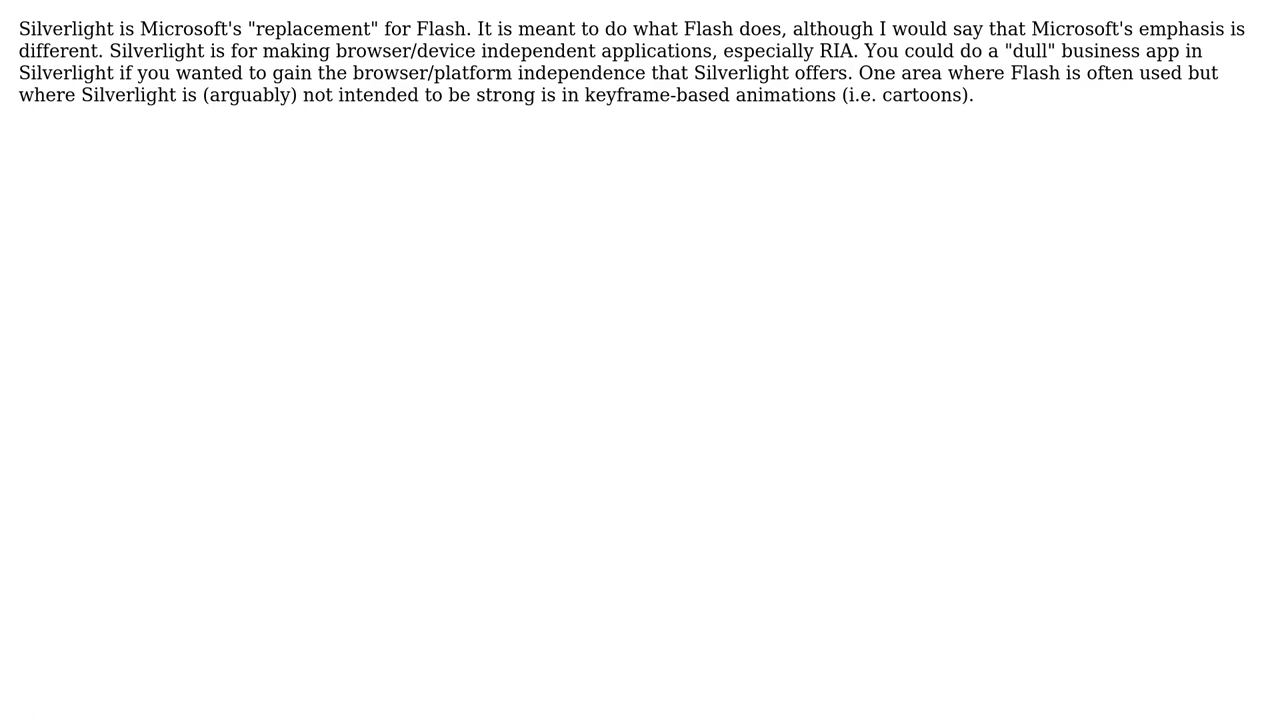 Silverlight is Microsoft's "replacement" for Flash. It is meant to do what Flash does, although I would say that Microsoft's emphasis is
different. Silverlight is for making browser/device independent applications, especially RIA. You could do a "dull" business app in
Silverlight if you wanted to gain the browser/platform independence that Silverlight offers. One area where Flash is often used but
where Silverlight is (arguably) not intended to be strong is in keyframe-based animations (i.e. cartoons).